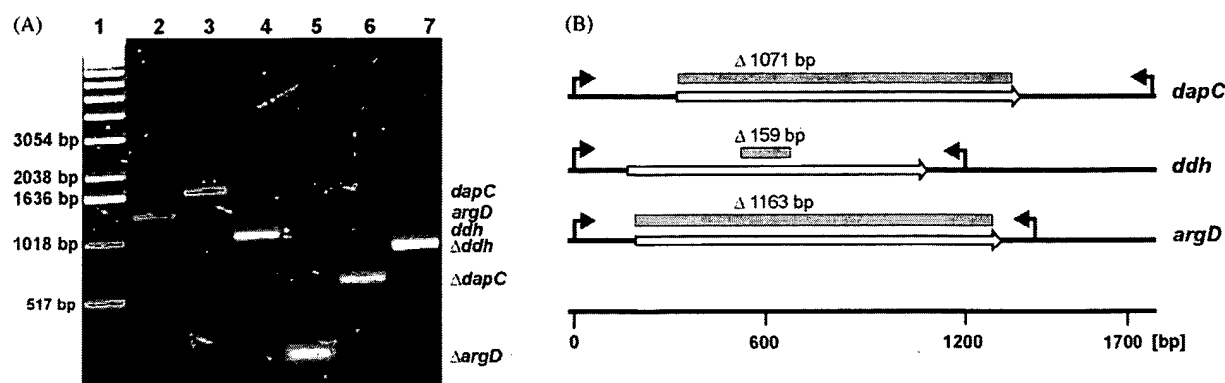 (A)
1 2 3 4 5 6 7
3054 bp
2038 bp
1636 bp
1018 bp
517 bp
dapC
argD
ddh
Δddh
ΔdapC
ΔargD
(B)
Δ 1071 bp
dapC
Δ 159 bp
ddh
Δ 1163 bp
argD
0 600 1200 1700 [bp]